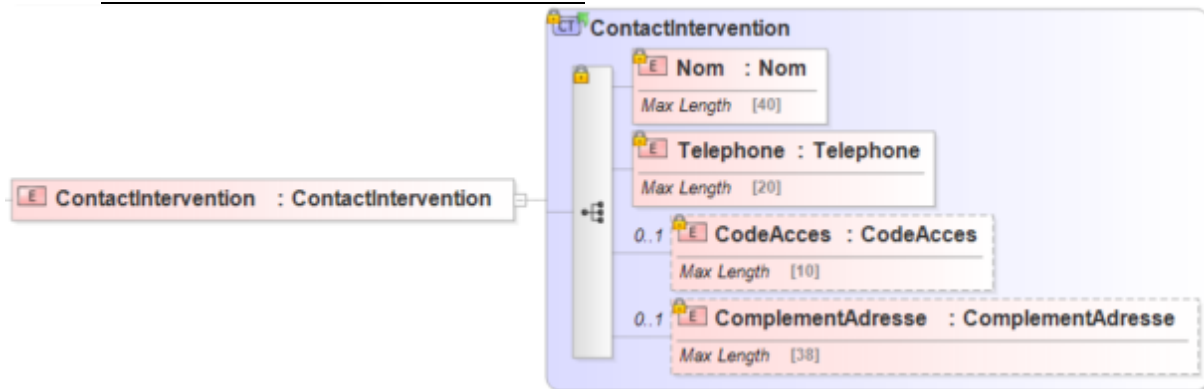 CT ContactIntervention
E Nom : Nom
Max Length [40]
E Telephone : Telephone
Max Length [20]
E ContactIntervention : ContactIntervention
0..1 E CodeAcces : CodeAcces
Max Length [10]
0..1 E ComplementAdresse : ComplementAdresse
Max Length [38]